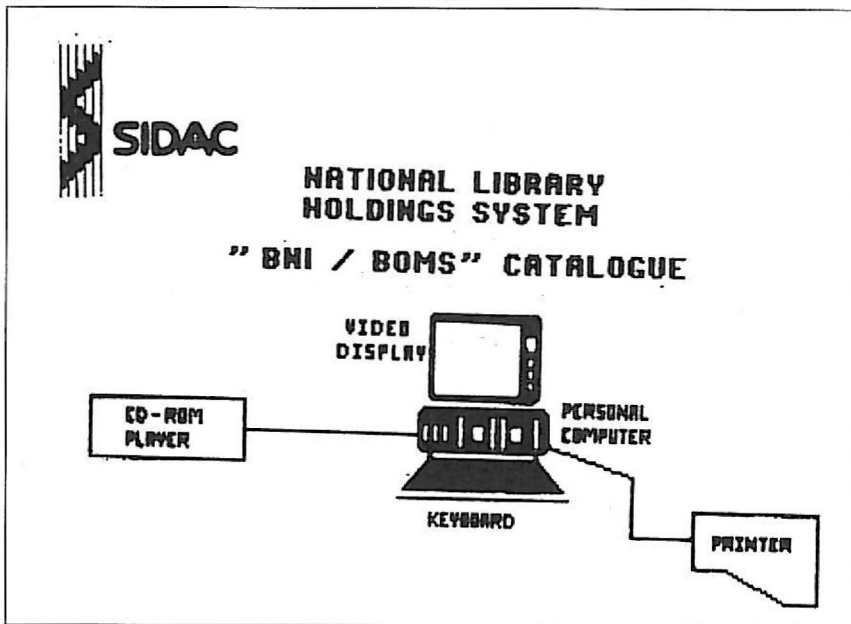 SIDAC
NATIONAL LIBRARY
HOLDINGS SYSTEM
" BNI / BOMS" CATALOGUE
VIDEO
DISPLAY
CD-ROM
PLAYER
PERSONAL
COMPUTER
KEYBOARD
PRINTER